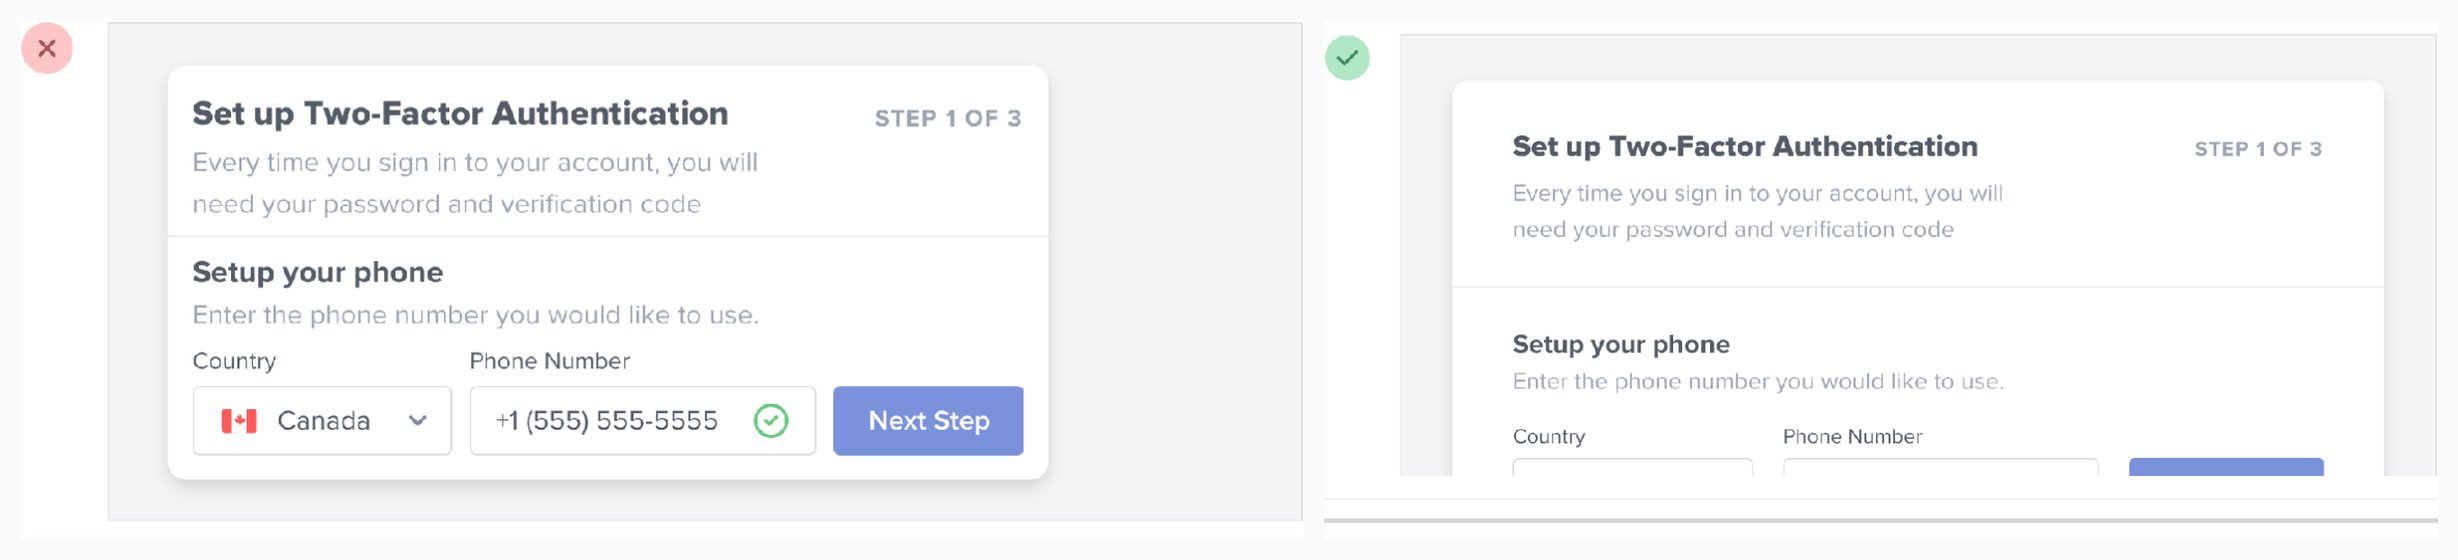 Set up Two-Factor Authentication
STEP 1 OF 3
Every time you sign in to your account, you will
need your password and verification code
Setup your phone
Enter the phone number you would like to use.
Country
Phone Number
Canada
+1 (555) 555-5555
Next Step
Set up Two-Factor Authentication
STEP 1 OF 3
Every time you sign in to your account, you will
need your password and verification code
Setup your phone
Enter the phone number you would like to use.
Country
Phone Number